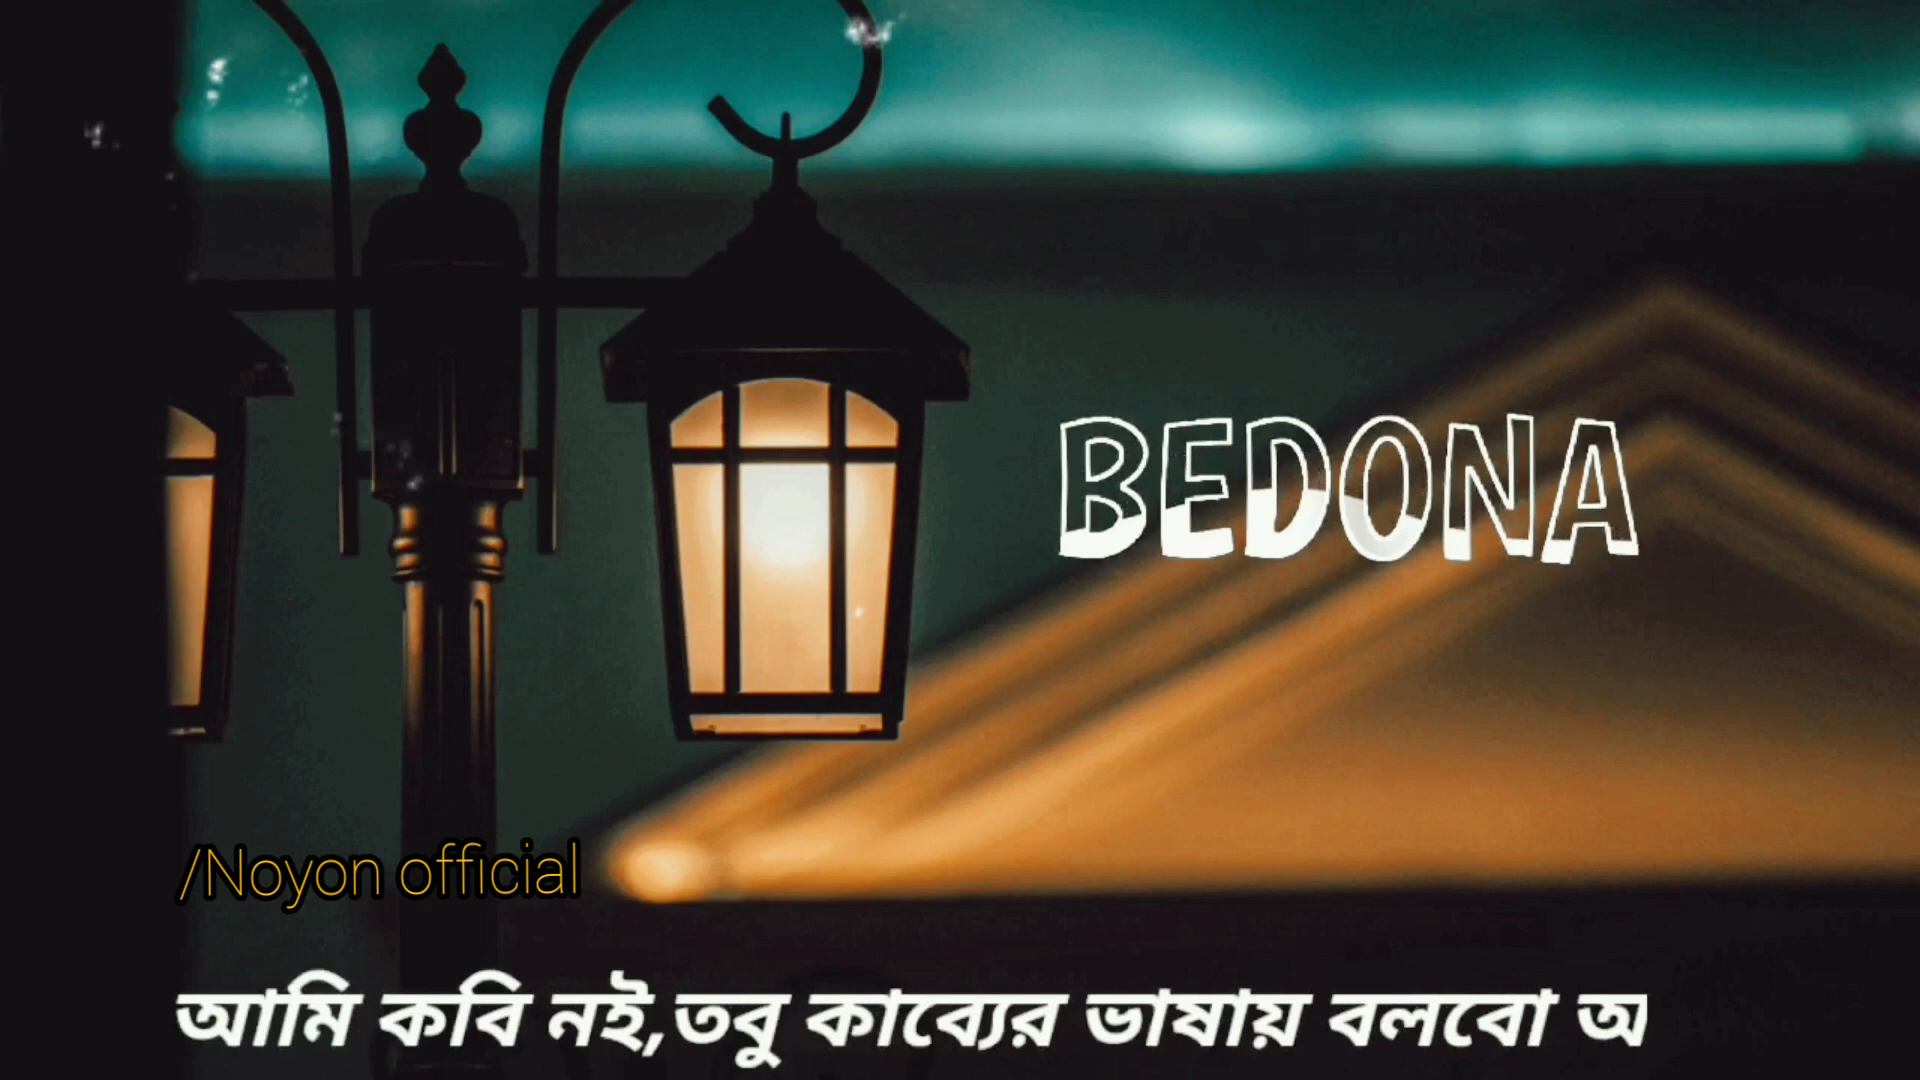 BEDONA
/Noyon official
আমি কবি নই,তবু কাব্যের ভাষায় বলবো